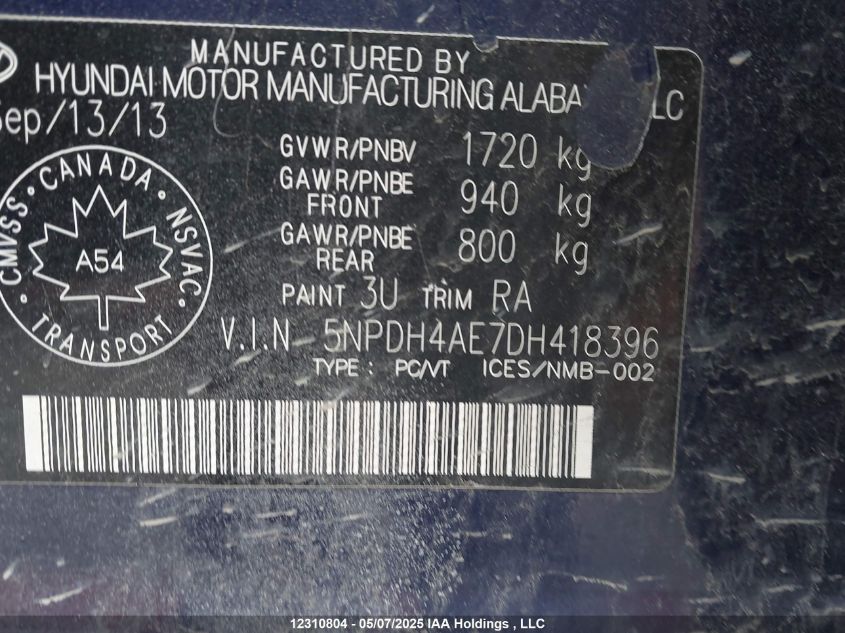 MANUFACTURED BY
HYUNDAI MOTOR MANUFACTURING ALABA LC
Sep/13/13
GVWR/PNBV 1720 kg
GAWR/PNBE FRONT 940 kg
GAWR/PNBE REAR 800 kg
PAINT 3U TRIM RA
V.I.N 5NPDH4AE7DH418396
TYPE: PC/VT ICES/NMB-002
CANADA
CMVSS NSVAC
A54
TRANSPORT
12310804 - 05/07/2025 IAA Holdings , LLC